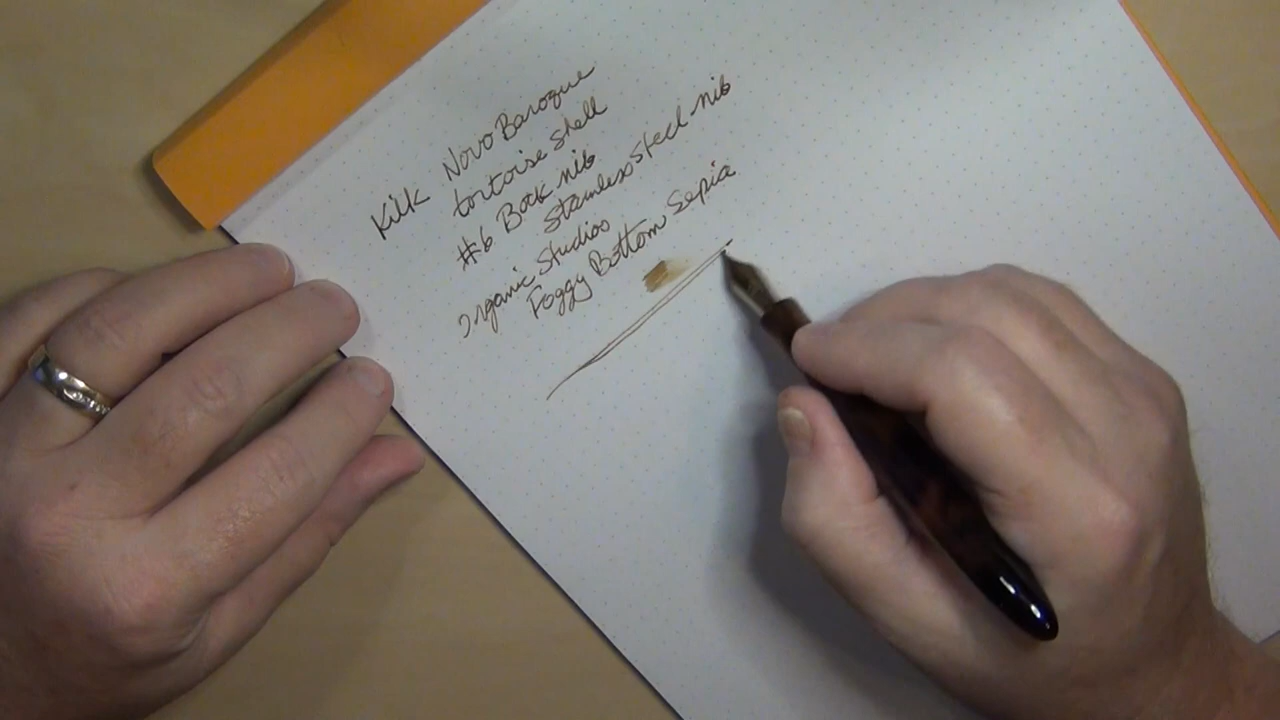 Kilk Novo Baroque
tortoise shell
#6 Bock nib
Stainless steel nib
Organic Studios
Foggy Bottom Sepia